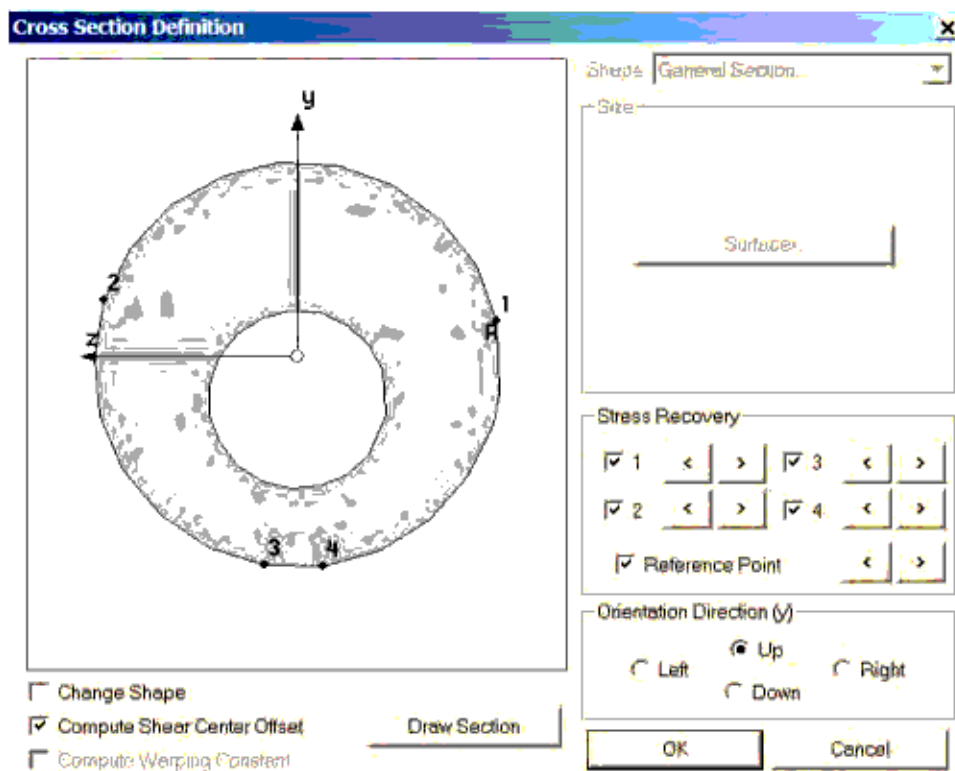 Cross Section Definition
y
2
1
R
z
3
4
Shape General Section...
Size
Surface...
Stress Recovery
1 < > 3 < >
2 < > 4 < >
Reference Point < >
Orientation Direction (y)
Up
Left
Right
Down
Change Shape
Compute Shear Center Offset
Draw Section
Compute Warping Constant
OK
Cancel